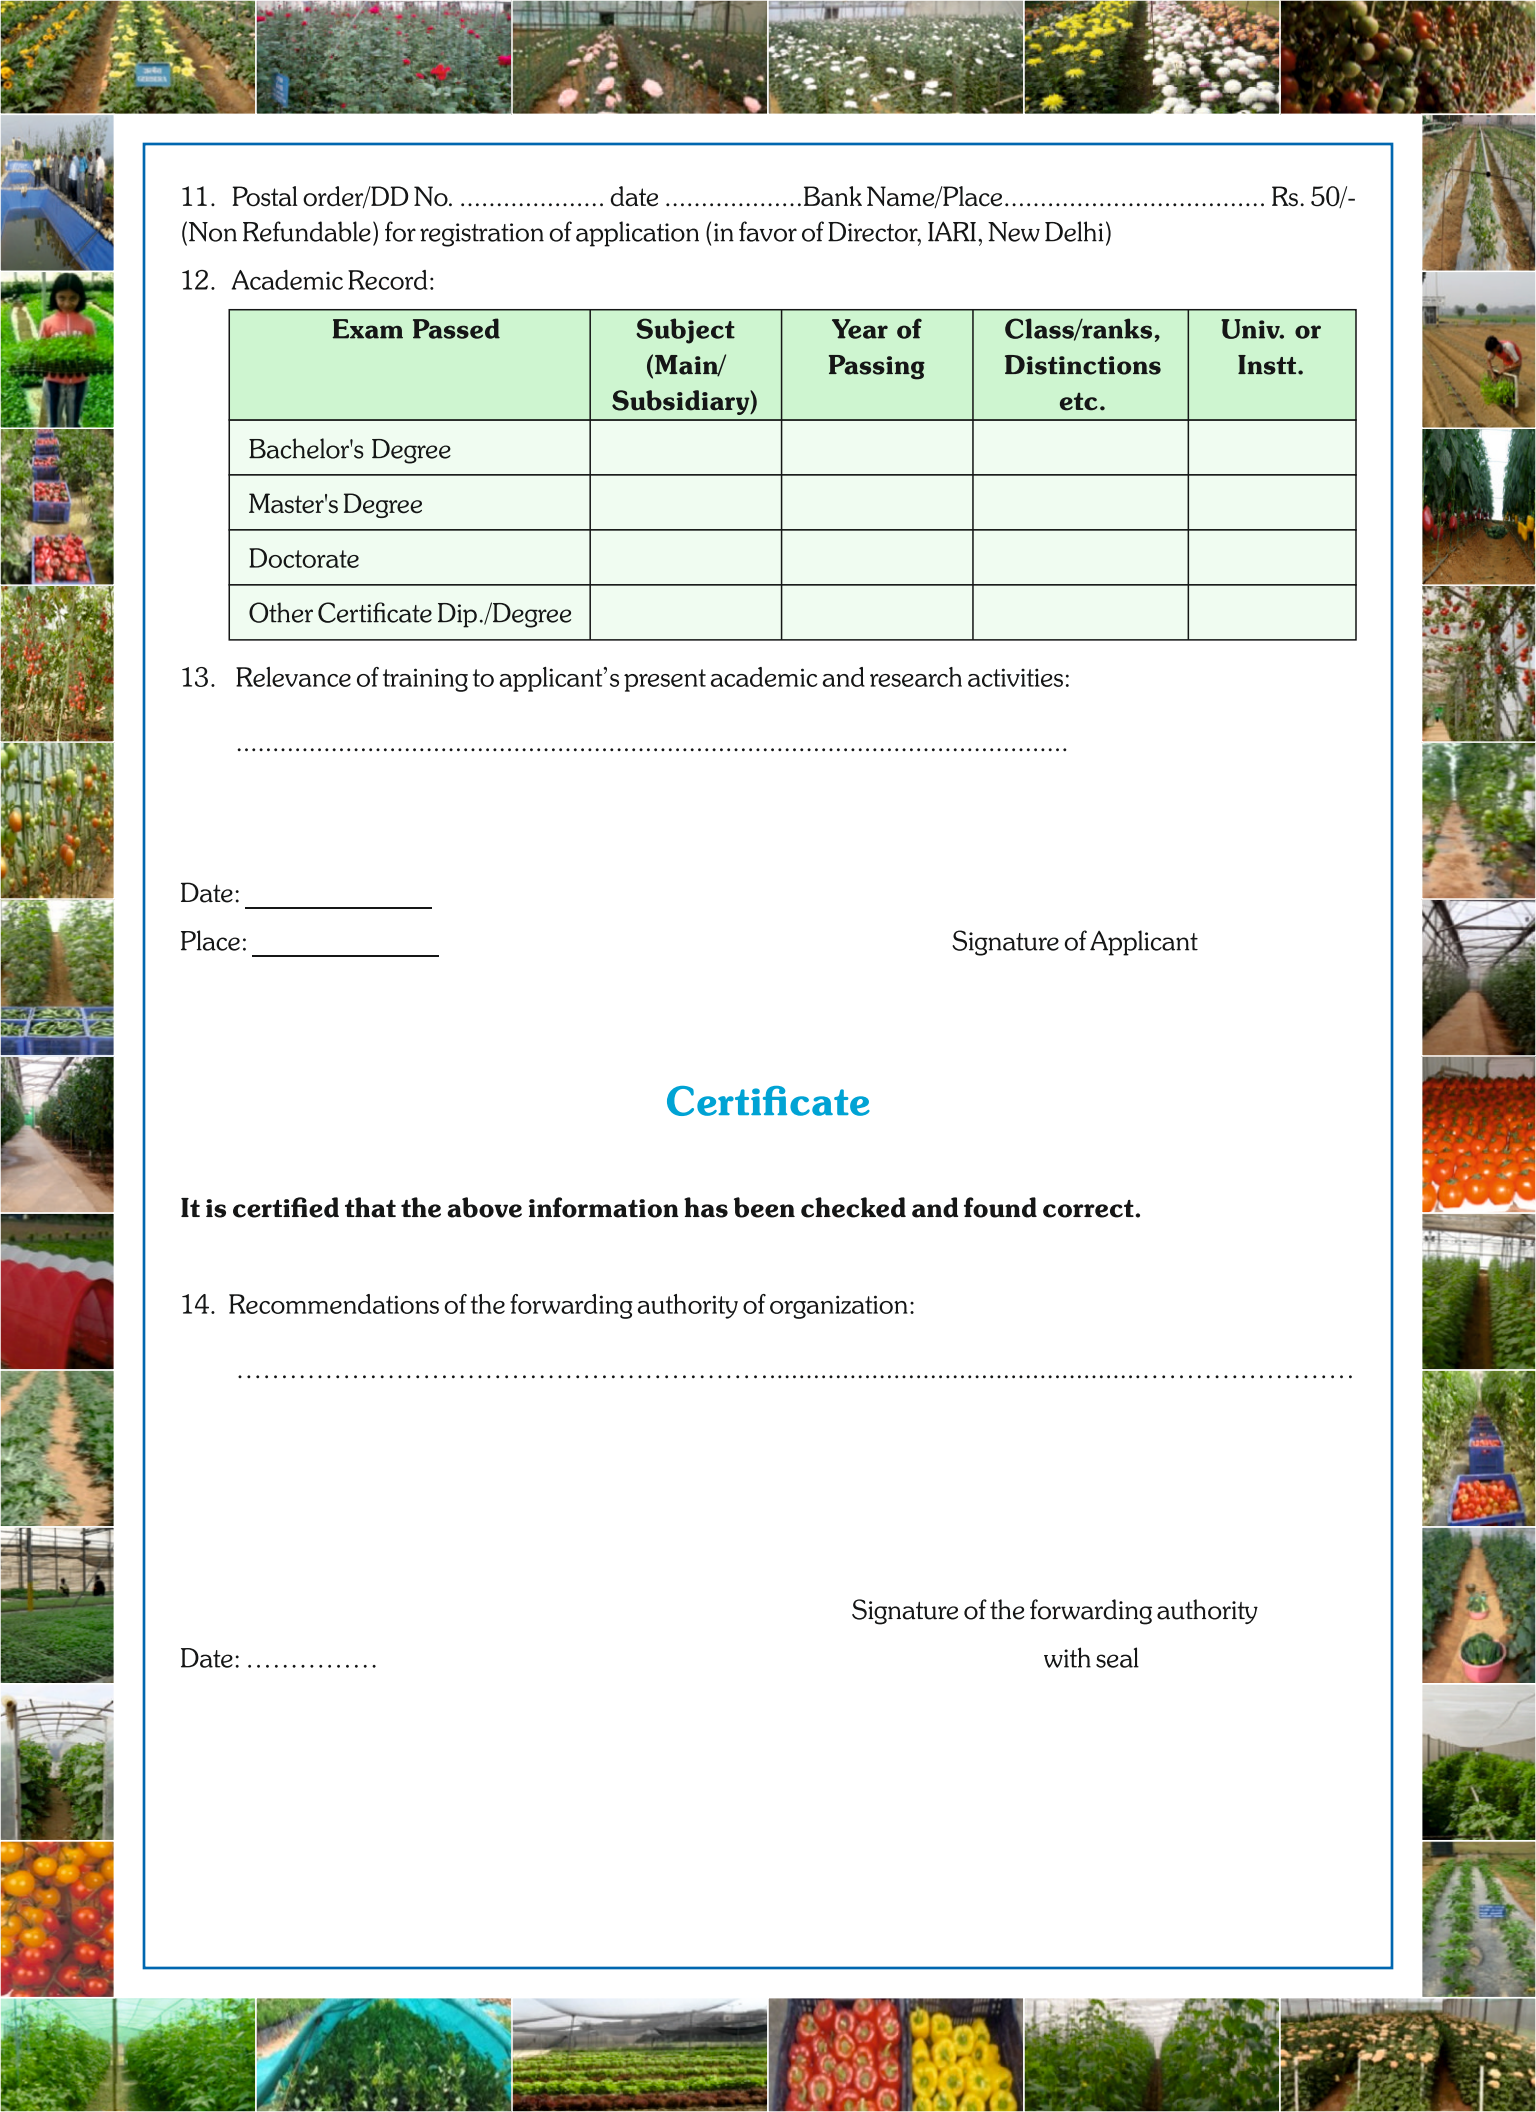 11. Postal order/DD No. .................... date ...................Bank Name/Place.................................... Rs. 50/-
(Non Refundable) for registration of application (in favor of Director, IARI, New Delhi)
12. Academic Record:
Exam Passed Subject (Main/ Subsidiary) Year of Passing Class/ranks, Distinctions etc. Univ. or Instt.
Bachelor's Degree
Master's Degree
Doctorate
Other Certificate Dip./Degree
13. Relevance of training to applicant’s present academic and research activities:
..................................................................................................................
Date: _____________
Place: _____________ Signature of Applicant
Certificate
It is certified that the above information has been checked and found correct.
14. Recommendations of the forwarding authority of organization:
……………………………………………………..............................................................……………………
Signature of the forwarding authority
Date: …………… with seal